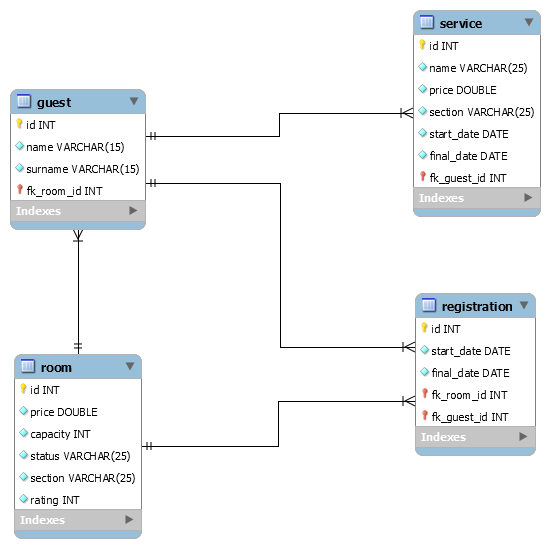 guest
id INT
name VARCHAR(15)
surname VARCHAR(15)
fk_room_id INT
Indexes
service
id INT
name VARCHAR(25)
price DOUBLE
section VARCHAR(25)
start_date DATE
final_date DATE
fk_guest_id INT
Indexes
room
id INT
price DOUBLE
capacity INT
status VARCHAR(25)
section VARCHAR(25)
rating INT
Indexes
registration
id INT
start_date DATE
final_date DATE
fk_room_id INT
fk_guest_id INT
Indexes